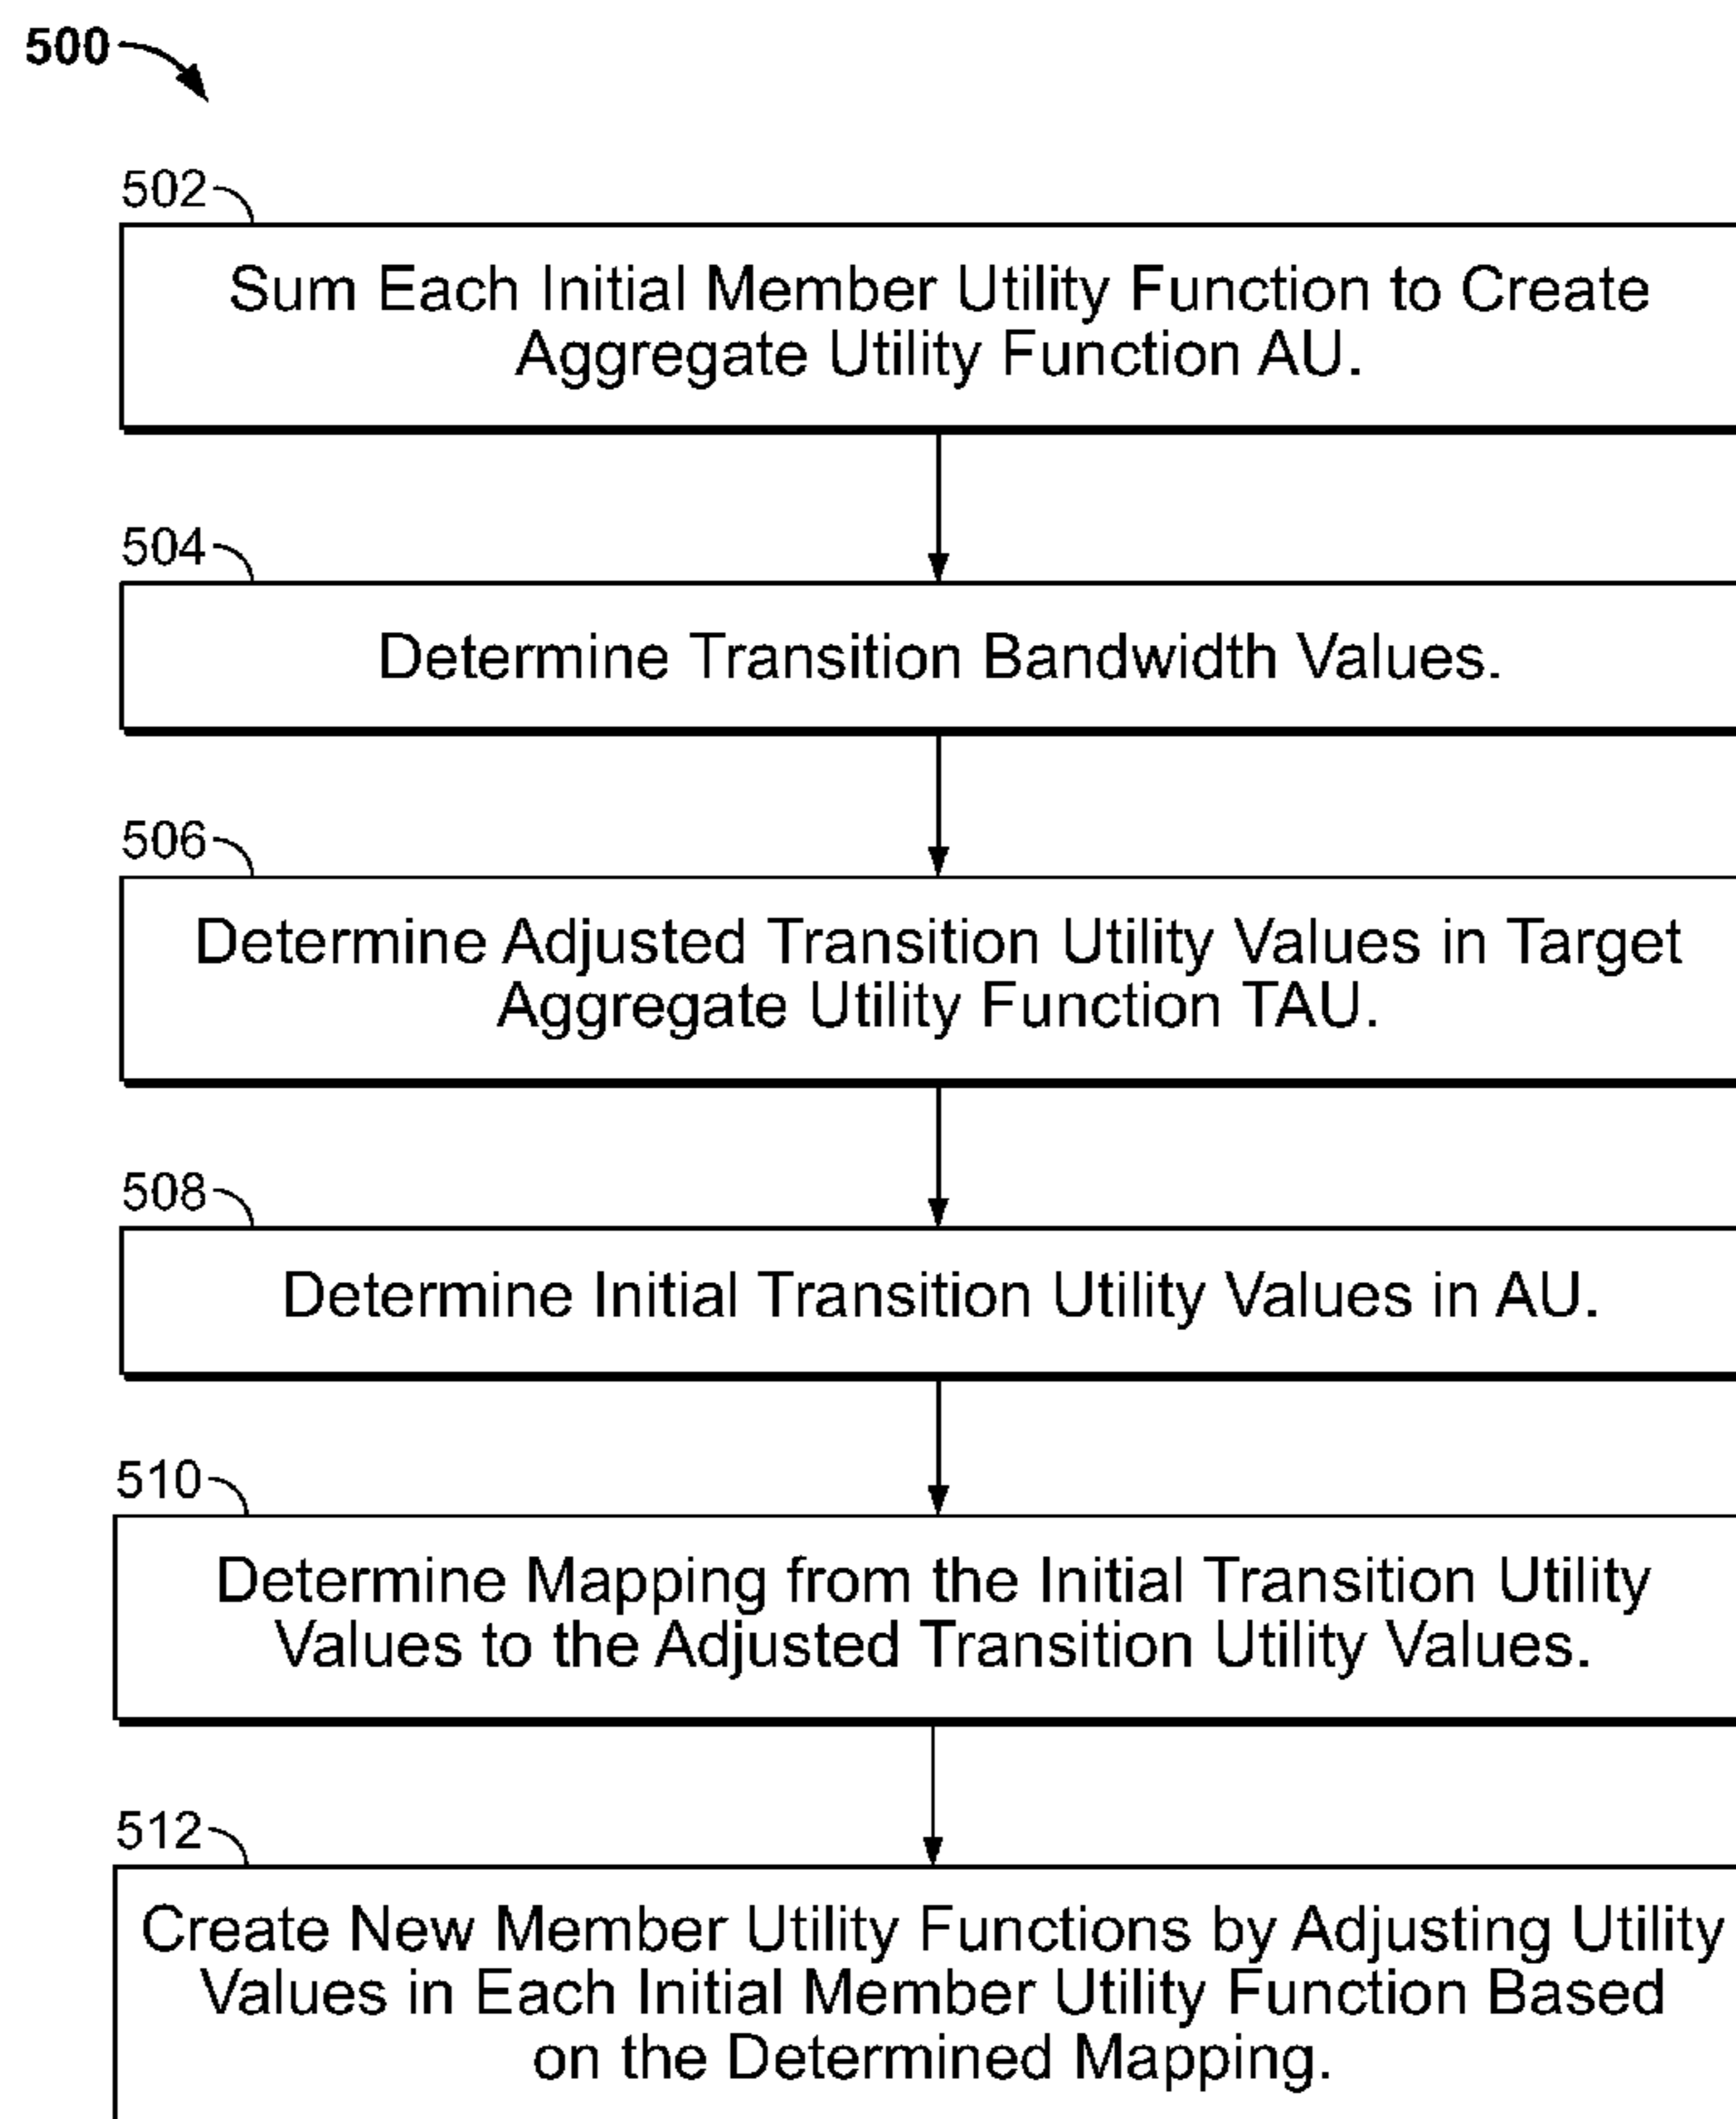 500
502
Sum Each Initial Member Utility Function to Create
Aggregate Utility Function AU.
504
Determine Transition Bandwidth Values.
506
Determine Adjusted Transition Utility Values in Target
Aggregate Utility Function TAU.
508
Determine Initial Transition Utility Values in AU.
510
Determine Mapping from the Initial Transition Utility
Values to the Adjusted Transition Utility Values.
512
Create New Member Utility Functions by Adjusting Utility
Values in Each Initial Member Utility Function Based
on the Determined Mapping.